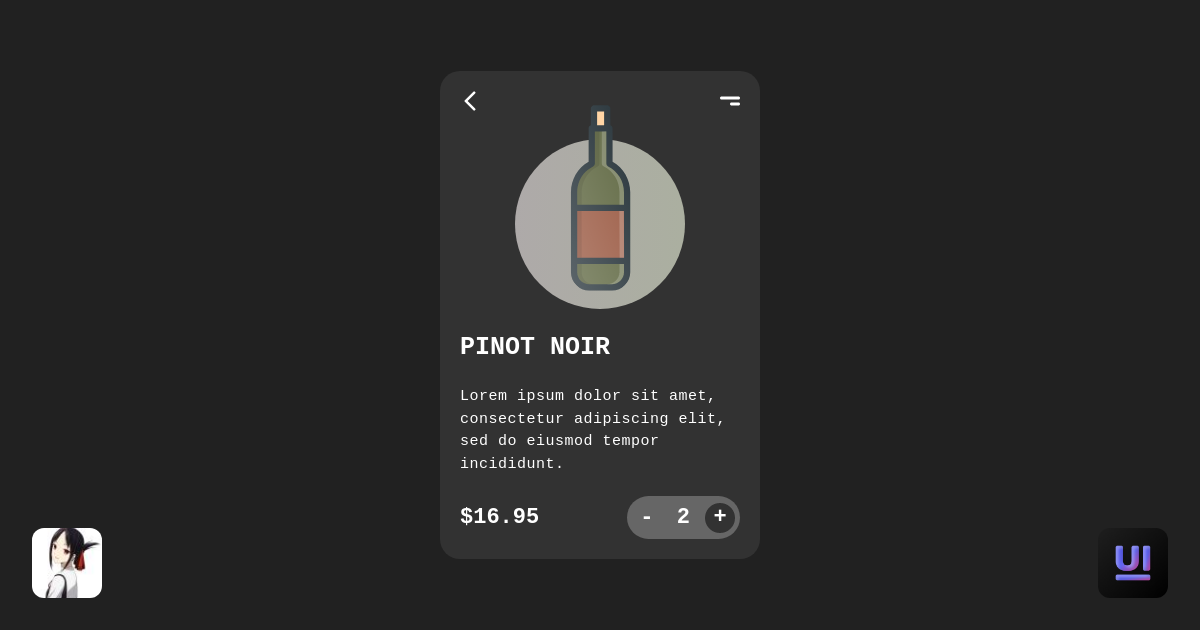 PINOT NOIR
Lorem ipsum dolor sit amet,
consectetur adipiscing elit,
sed do eiusmod tempor
incididunt.
$16.95 - 2 +
UI